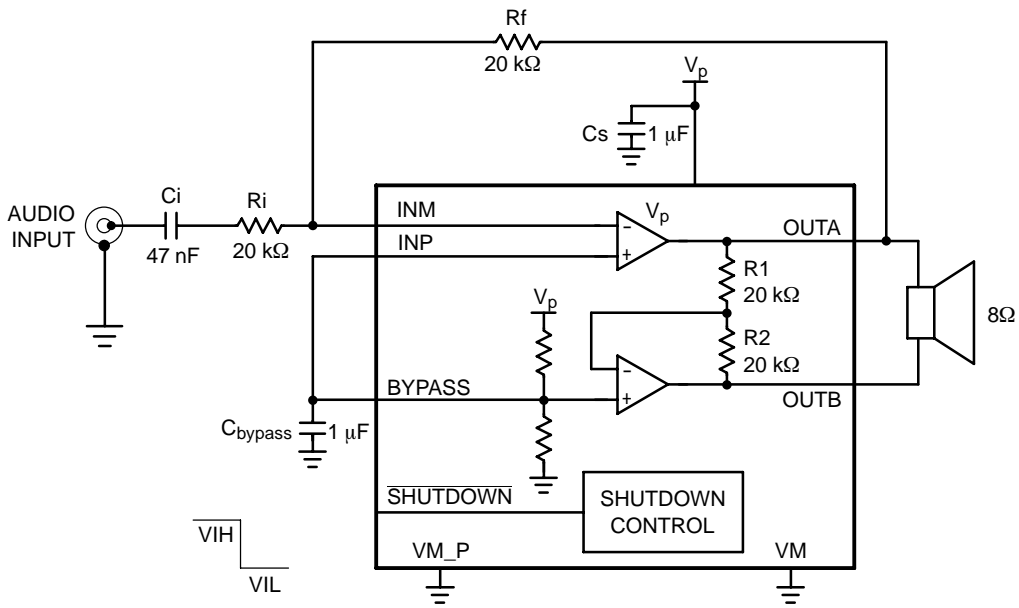 Rf
20 kΩ
Vp
Cs
1 μF
AUDIO
INPUT
Ci
47 nF
Ri
20 kΩ
INM
INP
Vp
−
+
OUTA
R1
20 kΩ
Vp
R2
20 kΩ
8Ω
−
+
BYPASS
OUTB
Cbypass
1 μF
SHUTDOWN
SHUTDOWN
CONTROL
VIH
VIL
VM_P
VM